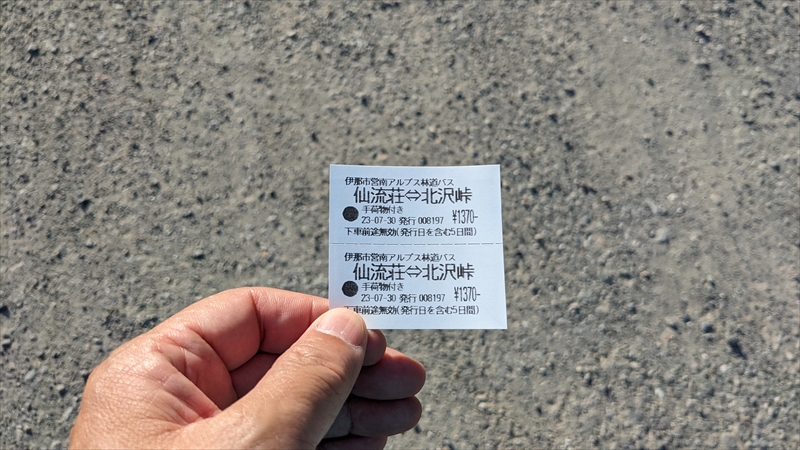 伊那市営南アルプス林道バス
仙流荘⇔北沢峠
手荷物付き
23-07-30 発行 008197 ¥1370-
下車前途無効(発行日を含む5日間)
伊那市営南アルプス林道バス
仙流荘⇔北沢峠
手荷物付き
23-07-30 発行 008197 ¥1370-
下車前途無効(発行日を含む5日間)